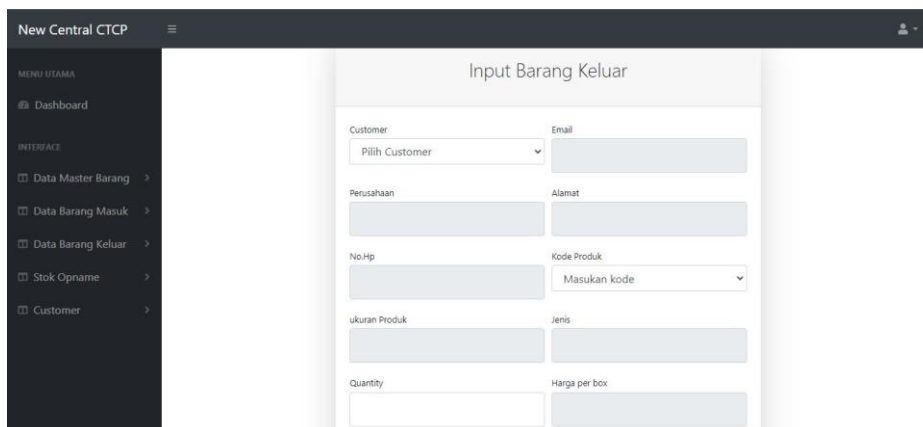 New Central CTCP
MENU UTAMA
Dashboard
INTERFACE
Data Master Barang
Data Barang Masuk
Data Barang Keluar
Stok Opname
Customer
Input Barang Keluar
Customer Email
Pilih Customer
Perusahaan Alamat
No.Hp Kode Produk
Masukan kode
ukuran Produk Jenis
Quantity Harga per box